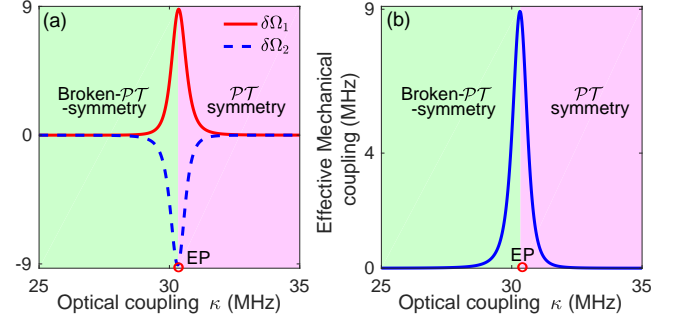 (a)
δΩ₁
δΩ₂
Broken-𝒫𝒯
-symmetry
𝒫𝒯
symmetry
EP
9
0
-9
25
30
35
Optical coupling κ (MHz)
(b)
Broken-𝒫𝒯
-symmetry
𝒫𝒯
symmetry
EP
9
4
0
25
30
35
Effective Mechanical
coupling (MHz)
Optical coupling κ (MHz)